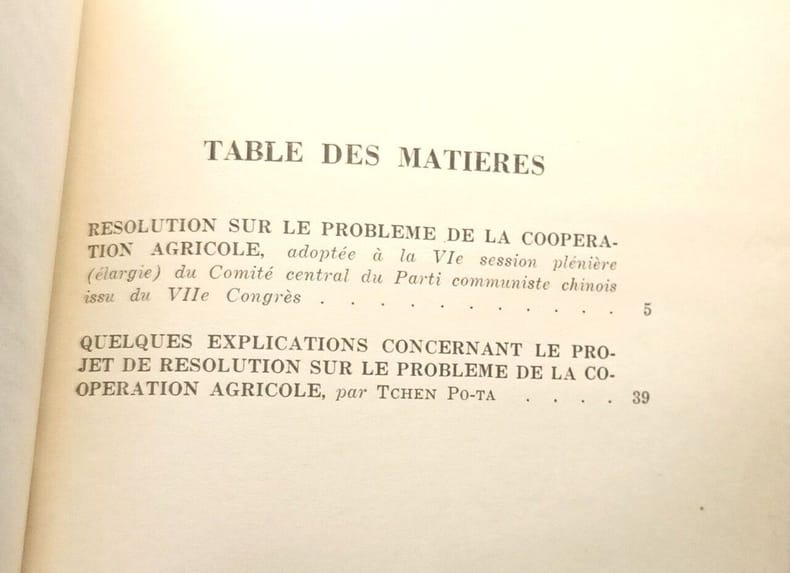 TABLE DES MATIERES
RESOLUTION SUR LE PROBLEME DE LA COOPERA-
TION AGRICOLE, adoptée à la VIe session plénière
(élargie) du Comité central du Parti communiste chinois
issu du VIIe Congrès . . . . . . . . . . . 5
QUELQUES EXPLICATIONS CONCERNANT LE PRO-
JET DE RESOLUTION SUR LE PROBLEME DE LA CO-
OPERATION AGRICOLE, par TCHEN PO-TA . . . . 39